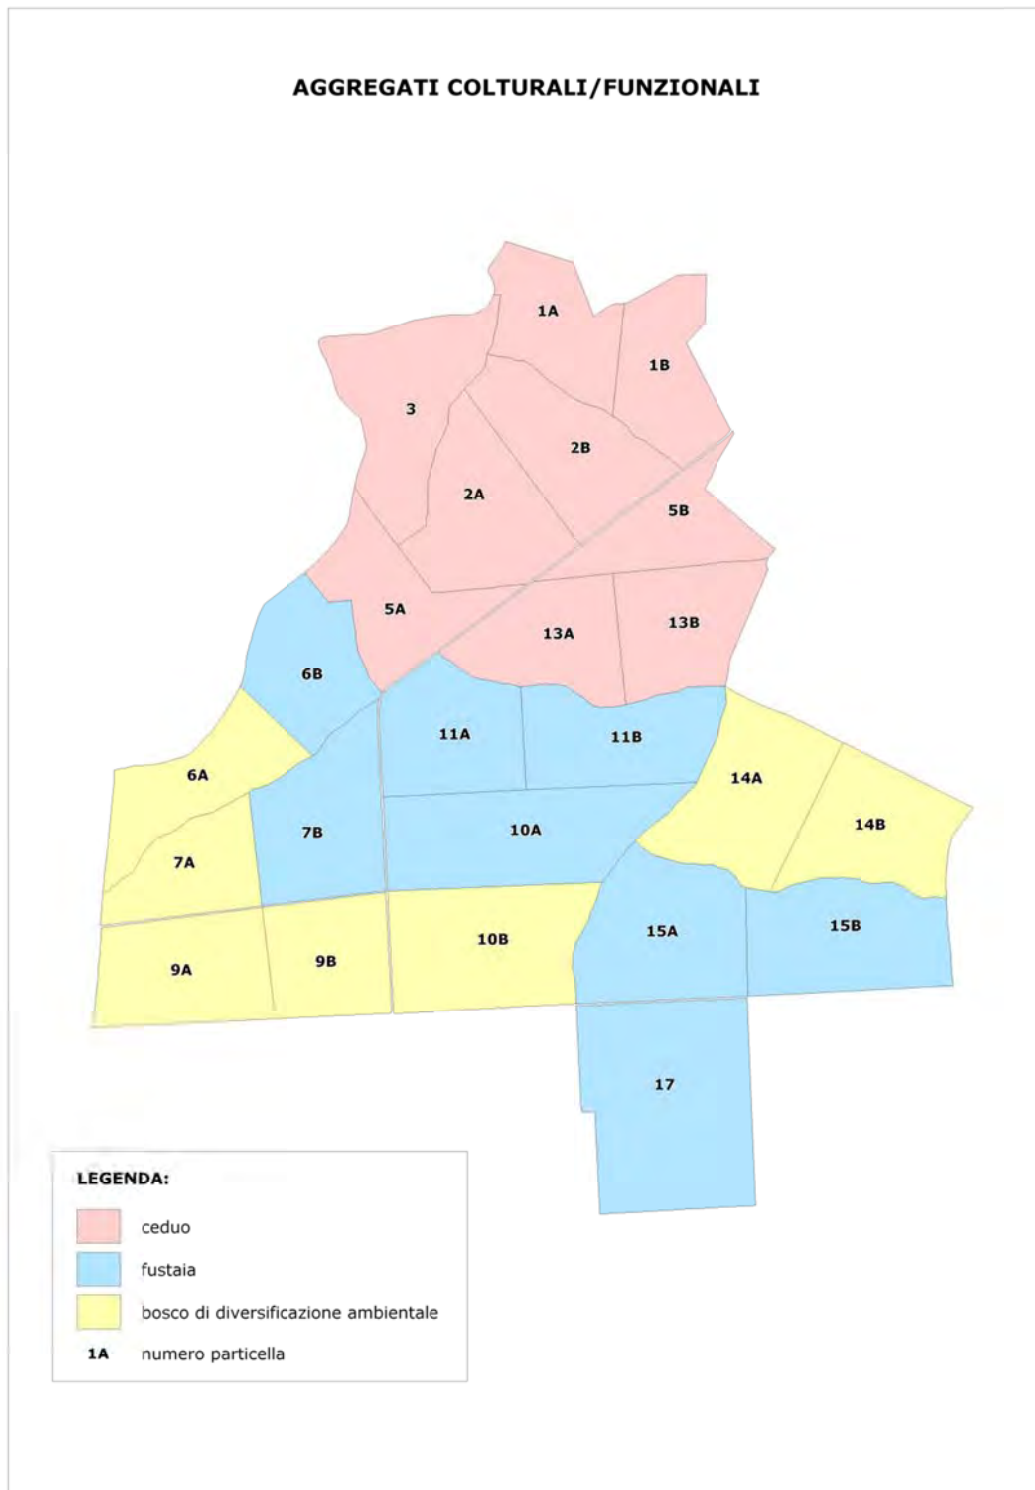 AGGREGATI COLTURALI/FUNZIONALI
1A
1B
3
2B
2A
5B
5A
13B
13A
6B
11A
11B
6A
14A
14B
10A
7B
7A
15B
15A
10B
9B
9A
17
LEGENDA:
ceduo
fustaia
bosco di diversificazione ambientale
1A numero particella